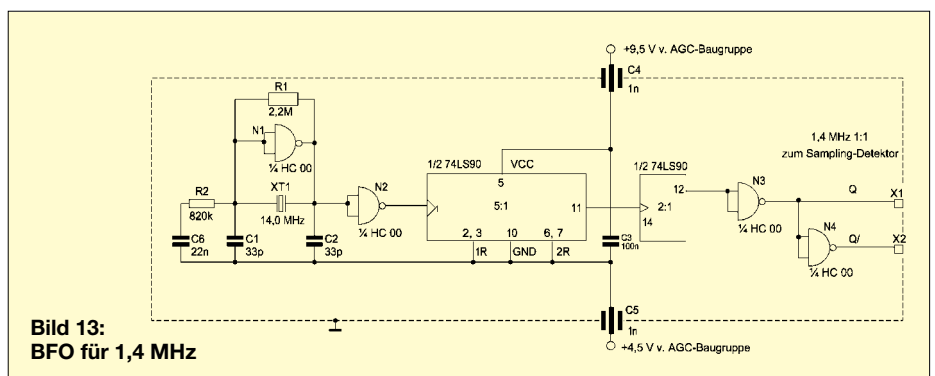 +9,5 V v. AGC-Baugruppe
C4
1n
R1
2,2M
N1
¼ HC 00
1,4 MHz 1:1
zum Sampling-Detektor
1/2 74LS90
VCC
5
1/2 74LS90
R2
820k
XT1
14,0 MHz
N2
¼ HC 00
1
5:1
11
12
2:1
14
N3
¼ HC 00
Q
X1
C6
22n
C1
33p
C2
33p
2, 3
10
6, 7
1R
GND
2R
C3
100n
N4
¼ HC 00
Q/
X2
C5
1n
+4,5 V v. AGC-Baugruppe
Bild 13:
BFO für 1,4 MHz